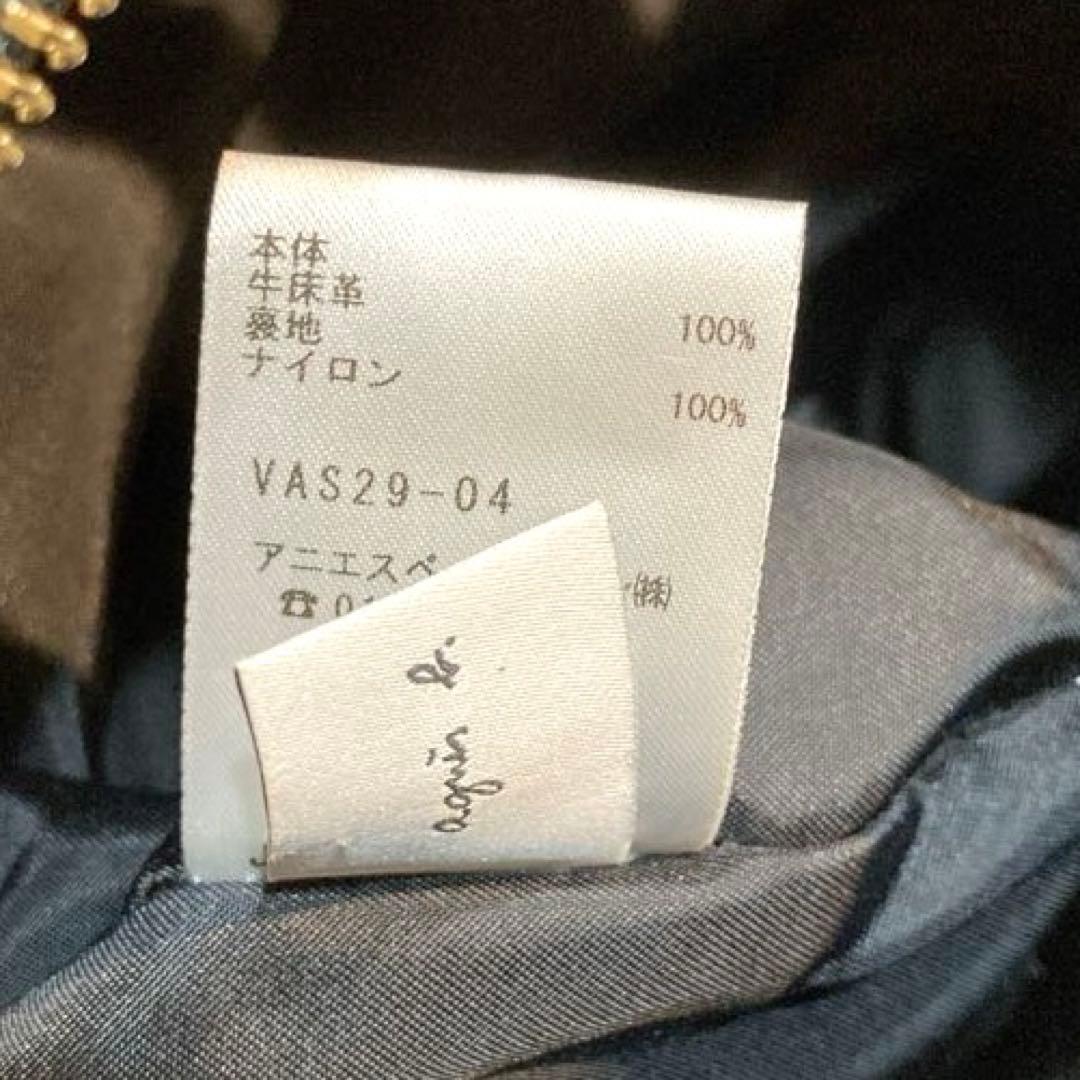 本体
牛床革
100%
裏地
ナイロン
100%
VAS29-04
アニエスベ
(株)
☎ 0
b.